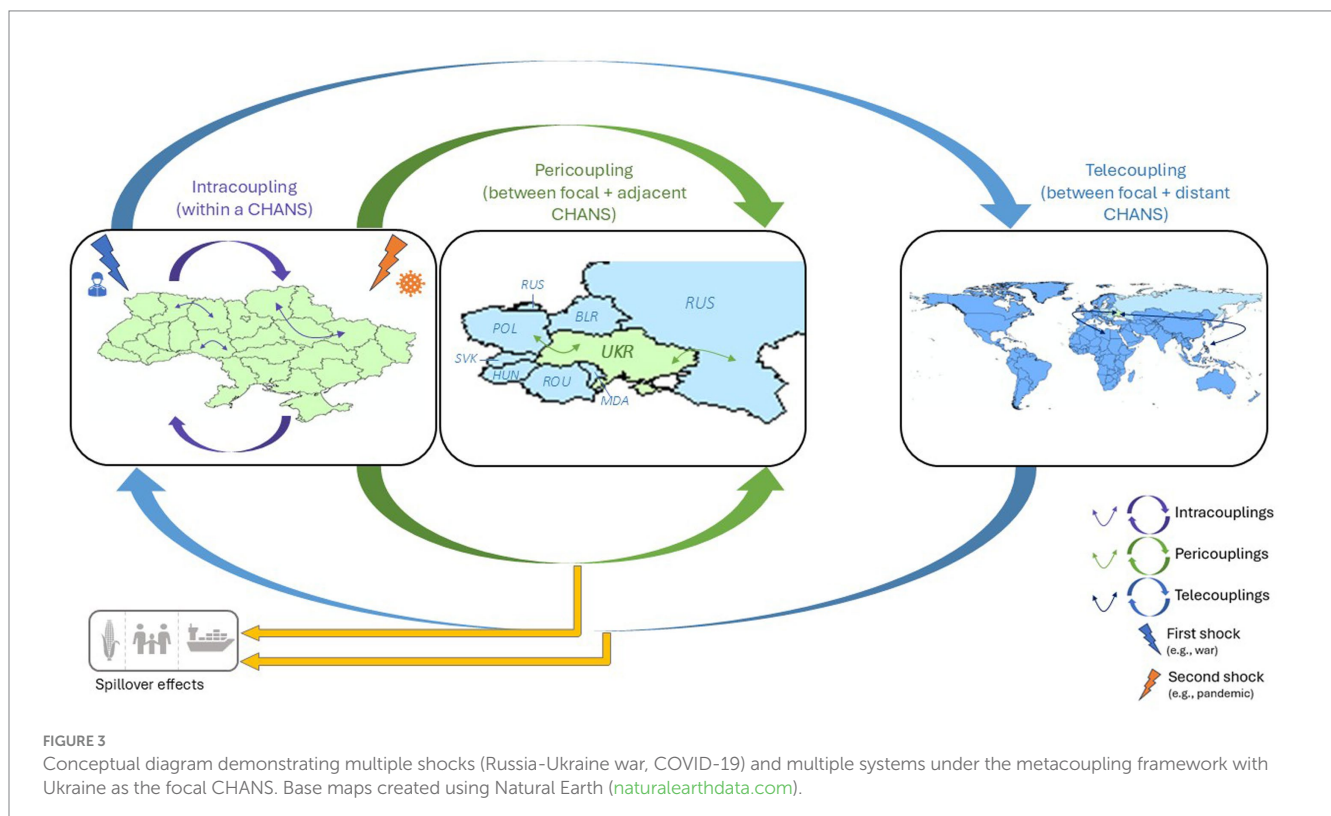 Intracoupling
(within a CHANS)
Pericoupling
(between focal + adjacent
CHANS)
Telecoupling
(between focal + distant
CHANS)
RUS
POL
BLR
RUS
SVK
UKR
HUN
ROU
MDA
Intracouplings
Pericouplings
Telecouplings
First shock
(e.g., war)
Second shock
(e.g., pandemic)
Spillover effects
FIGURE 3
Conceptual diagram demonstrating multiple shocks (Russia-Ukraine war, COVID-19) and multiple systems under the metacoupling framework with
Ukraine as the focal CHANS. Base maps created using Natural Earth (naturalearthdata.com).